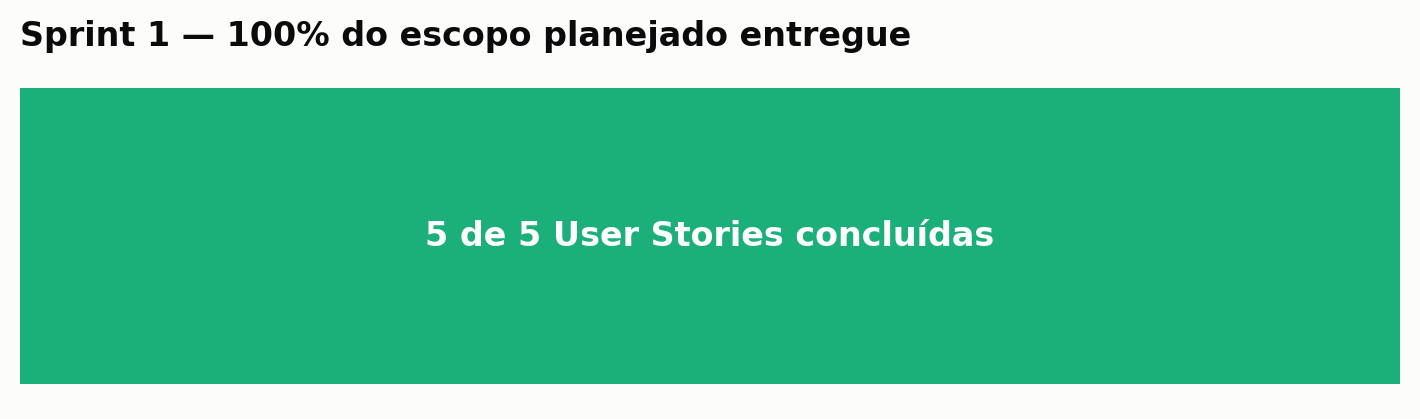 Sprint 1 — 100% do escopo planejado entregue
5 de 5 User Stories concluídas